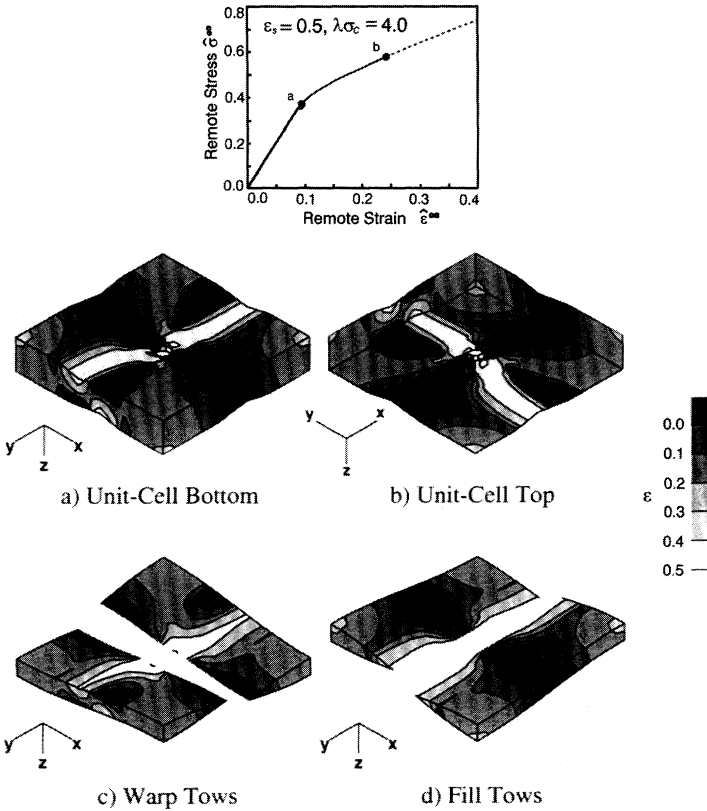 0.8
0.6
0.4
0.2
0.0
Remote Stress σ̂^∞
ε_s = 0.5, λσ_c = 4.0
a
b
0.0 0.1 0.2 0.3 0.4
Remote Strain ε̂^∞
y z x
y z x
a) Unit-Cell Bottom
b) Unit-Cell Top
ε
0.0
0.1
0.2
0.3
0.4
0.5
y z x
y z x
c) Warp Tows
d) Fill Tows